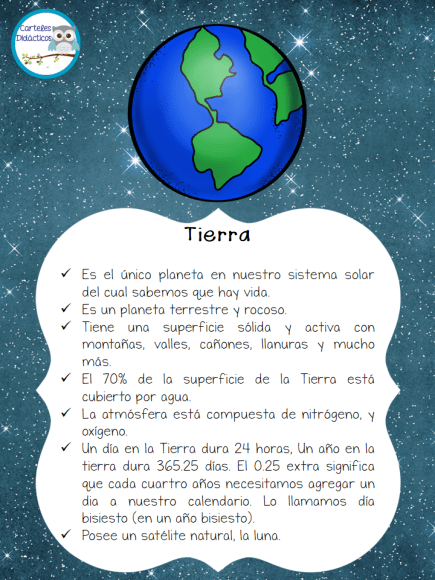 Carteles
Didácticos
Tierra
✓ Es el único planeta en nuestro sistema solar
del cual sabemos que hay vida.
✓ Es un planeta terrestre y rocoso.
✓ Tiene una superficie sólida y activa con
montañas, valles, cañones, llanuras y mucho
más.
✓ El 70% de la superficie de la Tierra está
cubierto por agua.
✓ La atmósfera está compuesta de nitrógeno, y
oxígeno.
✓ Un día en la Tierra dura 24 horas, Un año en la
tierra dura 365.25 días. El 0.25 extra significa
que cada cuartro años necesitamos agregar un
dia a nuestro calendario. Lo llamamos día
bisiesto (en un año bisiesto).
✓ Posee un satélite natural, la luna.